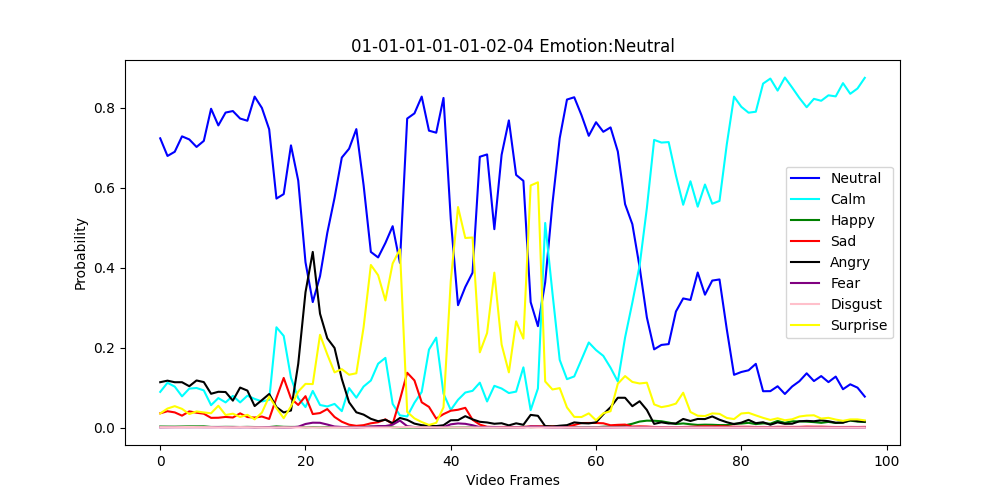 01-01-01-01-01-02-04 Emotion:Neutral
Probability
0.8
0.6
0.4
0.2
0.0
0
20
40
60
80
100
Video Frames
Neutral
Calm
Happy
Sad
Angry
Fear
Disgust
Surprise